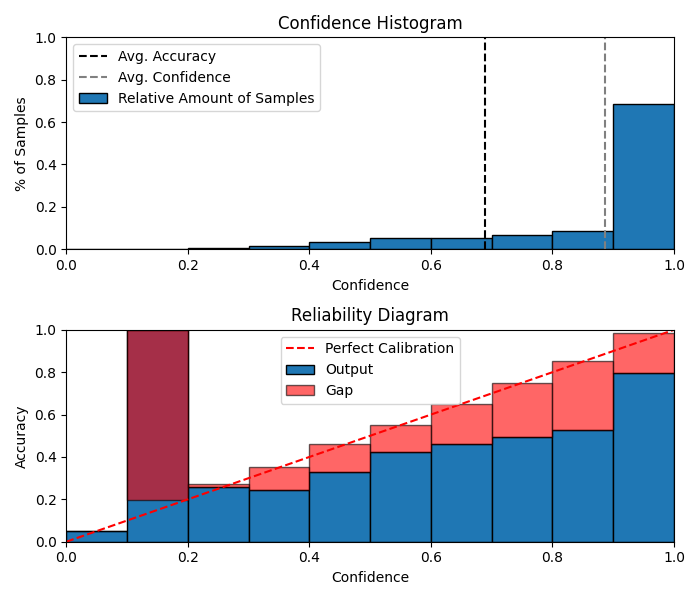 Confidence Histogram
1.0
0.8
0.6
0.4
0.2
0.0
% of Samples
Avg. Accuracy
Avg. Confidence
Relative Amount of Samples
0.0 0.2 0.4 0.6 0.8 1.0
Confidence
Reliability Diagram
1.0
0.8
0.6
0.4
0.2
0.0
Accuracy
Perfect Calibration
Output
Gap
0.0 0.2 0.4 0.6 0.8 1.0
Confidence